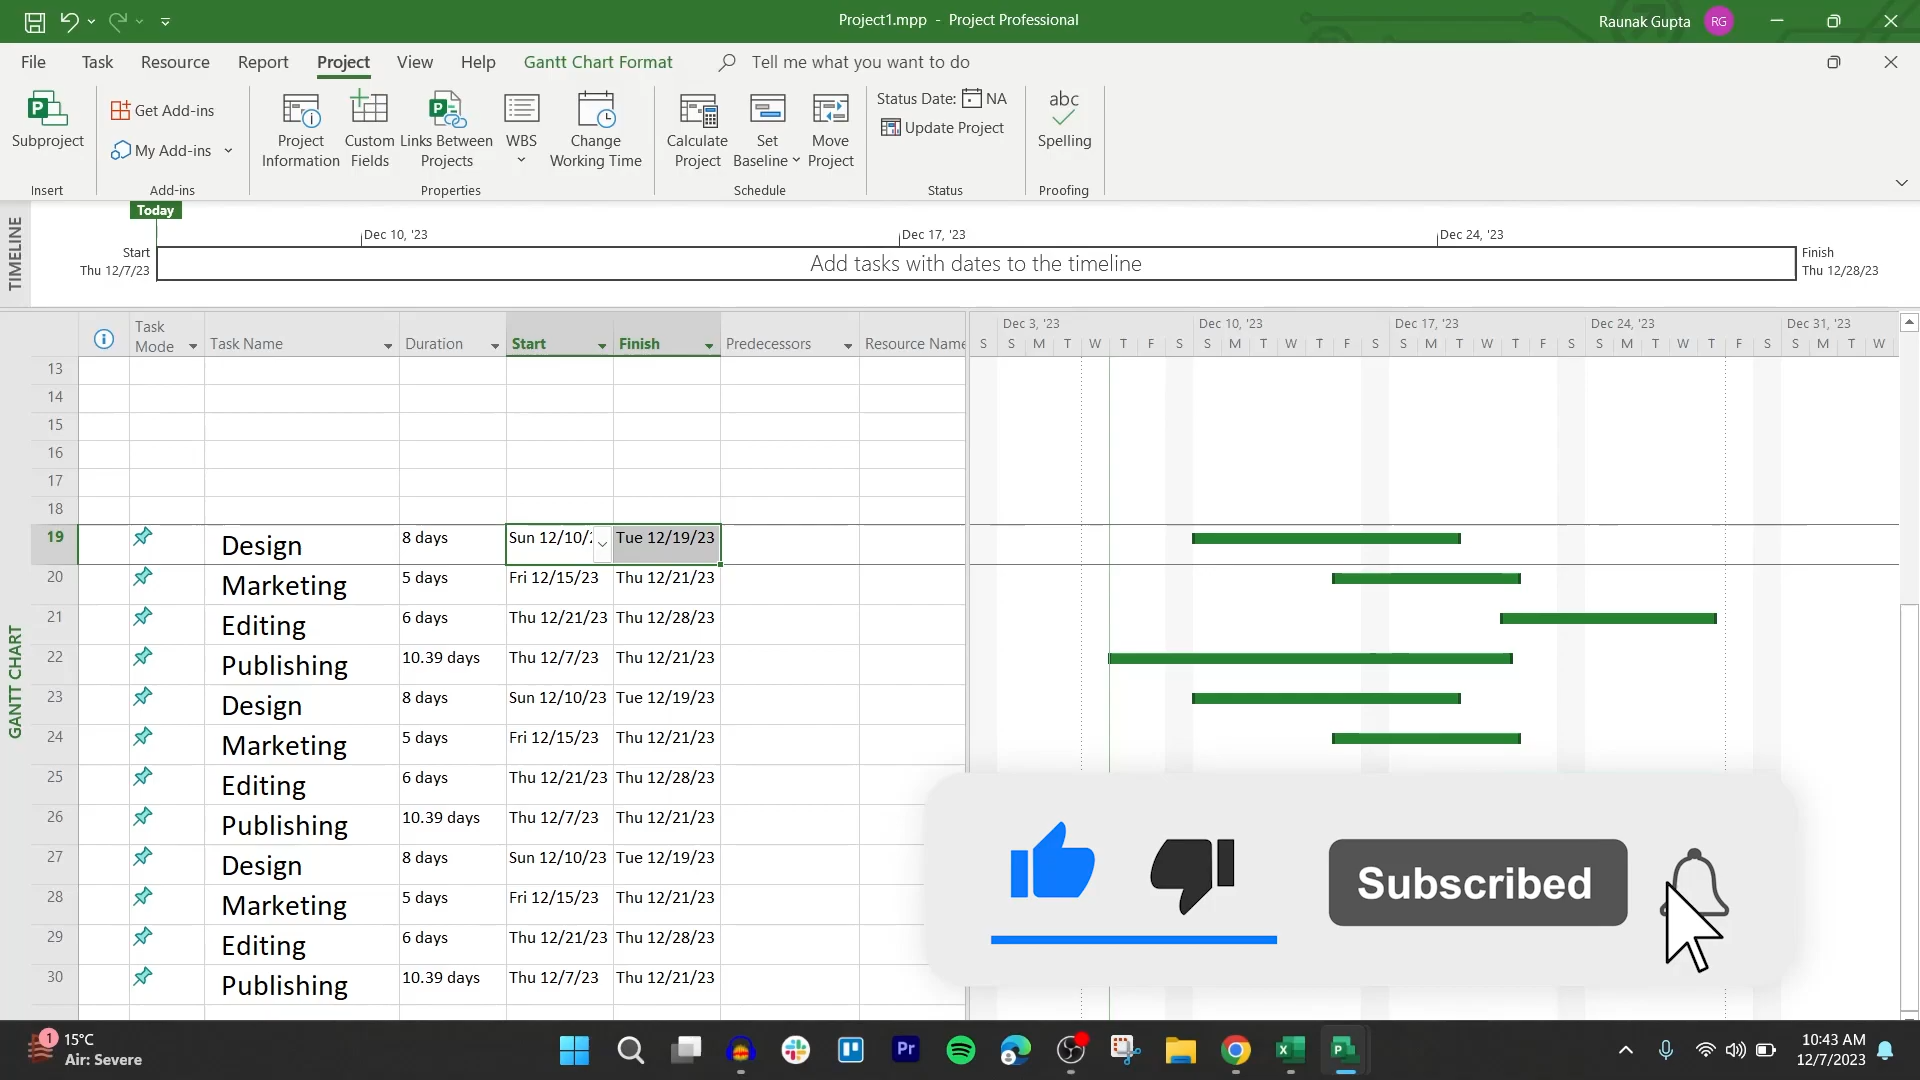 Project1.mpp - Project Professional
Raunak Gupta RG
File Task Resource Report Project View Help Gantt Chart Format Tell me what you want to do
Subproject
Insert
Get Add-ins
My Add-ins
Add-ins
Project Information
Custom Fields
Links Between Projects
WBS
Change Working Time
Properties
Calculate Project
Set Baseline
Move Project
Schedule
Status Date: NA
Update Project
Status
abc
Spelling
Proofing
TIMELINE
Today
Dec 10, '23 Dec 17, '23 Dec 24, '23
Start
Thu 12/7/23
Add tasks with dates to the timeline
Finish
Thu 12/28/23
GANTT CHART
Task Mode Task Name Duration Start Finish Predecessors Resource Name
Dec 3, '23 Dec 10, '23 Dec 17, '23 Dec 24, '23 Dec 31, '23
S S M T W T F S S M T W T F S S M T W T F S S M T W T F S S M T W
13
14
15
16
17
18
19 Design 8 days Sun 12/10/ Tue 12/19/23
20 Marketing 5 days Fri 12/15/23 Thu 12/21/23
21 Editing 6 days Thu 12/21/23 Thu 12/28/23
22 Publishing 10.39 days Thu 12/7/23 Thu 12/21/23
23 Design 8 days Sun 12/10/23 Tue 12/19/23
24 Marketing 5 days Fri 12/15/23 Thu 12/21/23
25 Editing 6 days Thu 12/21/23 Thu 12/28/23
26 Publishing 10.39 days Thu 12/7/23 Thu 12/21/23
27 Design 8 days Sun 12/10/23 Tue 12/19/23
28 Marketing 5 days Fri 12/15/23 Thu 12/21/23
29 Editing 6 days Thu 12/21/23 Thu 12/28/23
30 Publishing 10.39 days Thu 12/7/23 Thu 12/21/23
Subscribed
1
15°C
Air: Severe
Pr
10:43 AM
12/7/2023